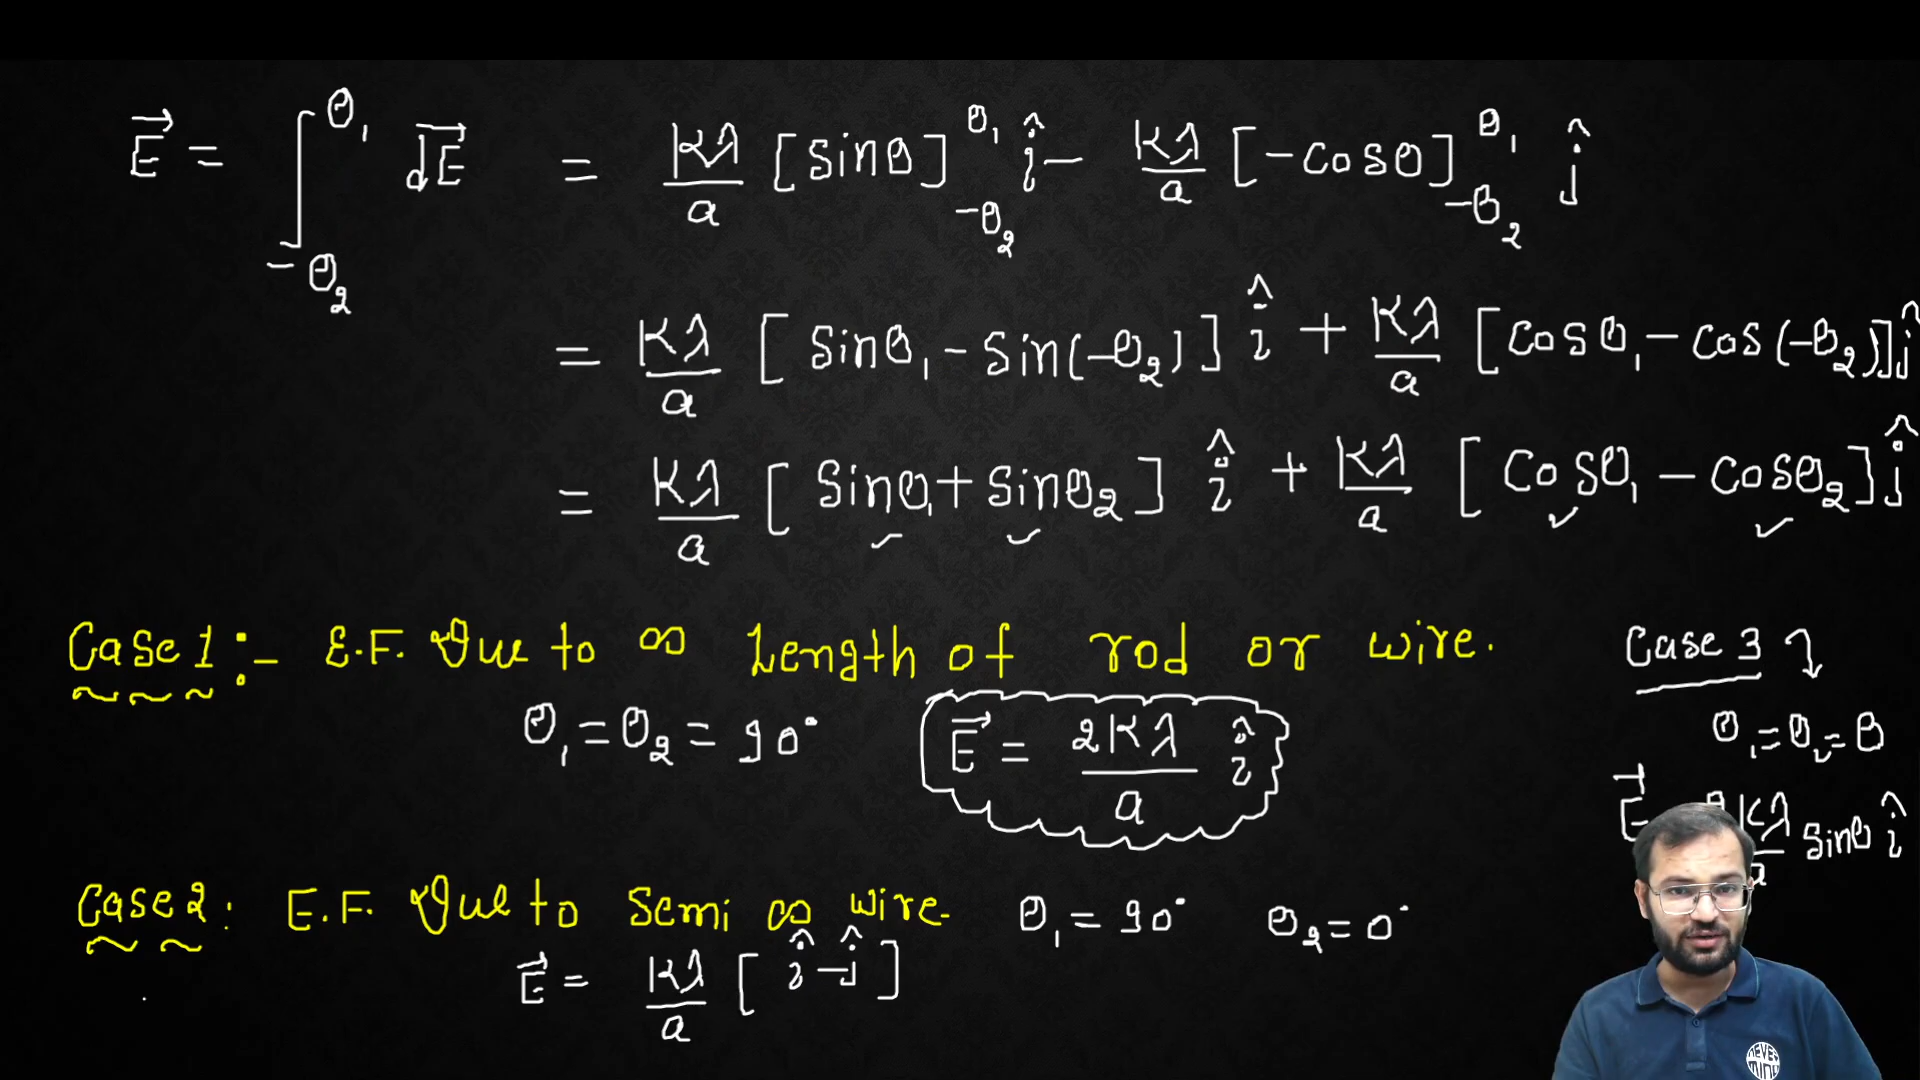 E⃗ = ∫_{-θ₂}^{θ₁} dE⃗ = Kλ/a [sinθ]_{-θ₂}^{θ₁} î - Kλ/a [-cosθ]_{-θ₂}^{θ₁} ĵ
= Kλ/a [sinθ₁ - sin(-θ₂)] î + Kλ/a [cosθ₁ - cos(-θ₂)] ĵ
= Kλ/a [sinθ₁ + sinθ₂] î + Kλ/a [cosθ₁ - cosθ₂] ĵ
Case 1:- E.F. Due to ∞ Length of rod or wire.
θ₁ = θ₂ = 90° E⃗ = 2Kλ/a î
Case 2: E.F. Due to Semi ∞ wire. θ₁ = 90° θ₂ = 0°
E⃗ = Kλ/a [î - ĵ]
Case 3
θ₁ = θ₂ = θ
E⃗ Kλ/a sinθ î
NEVER